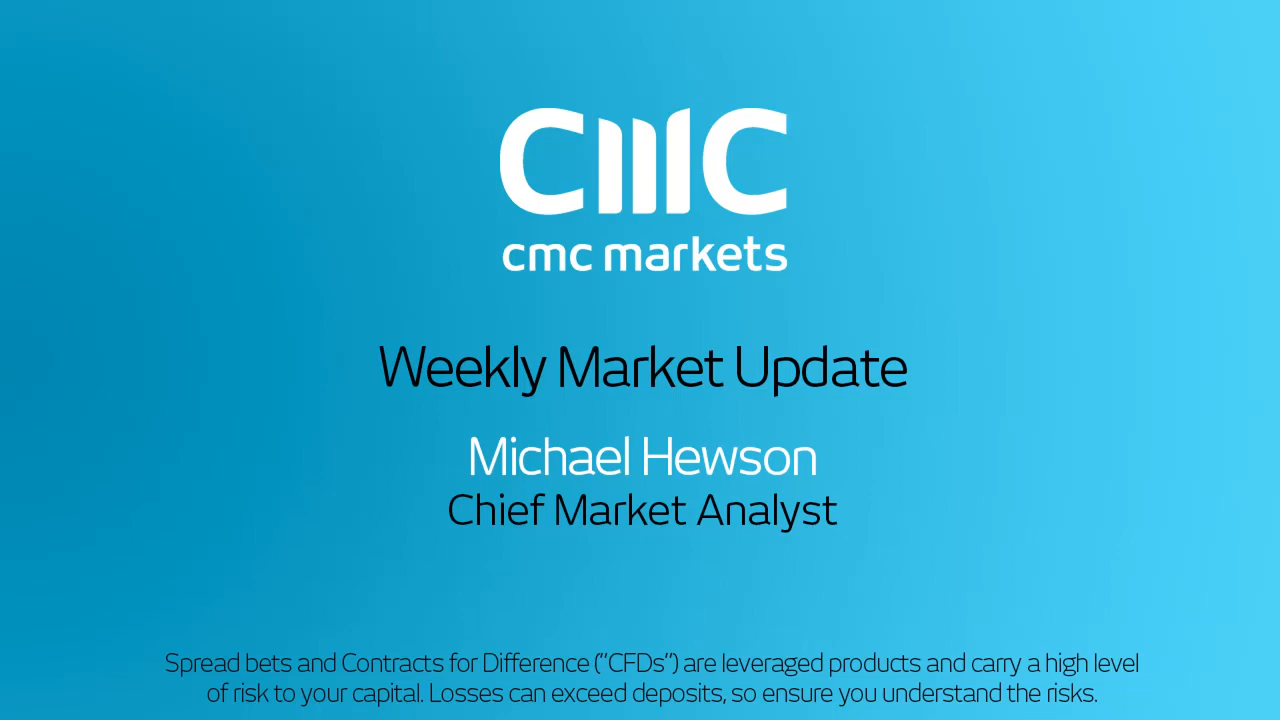 CMC
cmc markets
Weekly Market Update
Michael Hewson
Chief Market Analyst
Spread bets and Contracts for Difference (”CFDs”) are leveraged products and carry a high level
of risk to your capital. Losses can exceed deposits, so ensure you understand the risks.